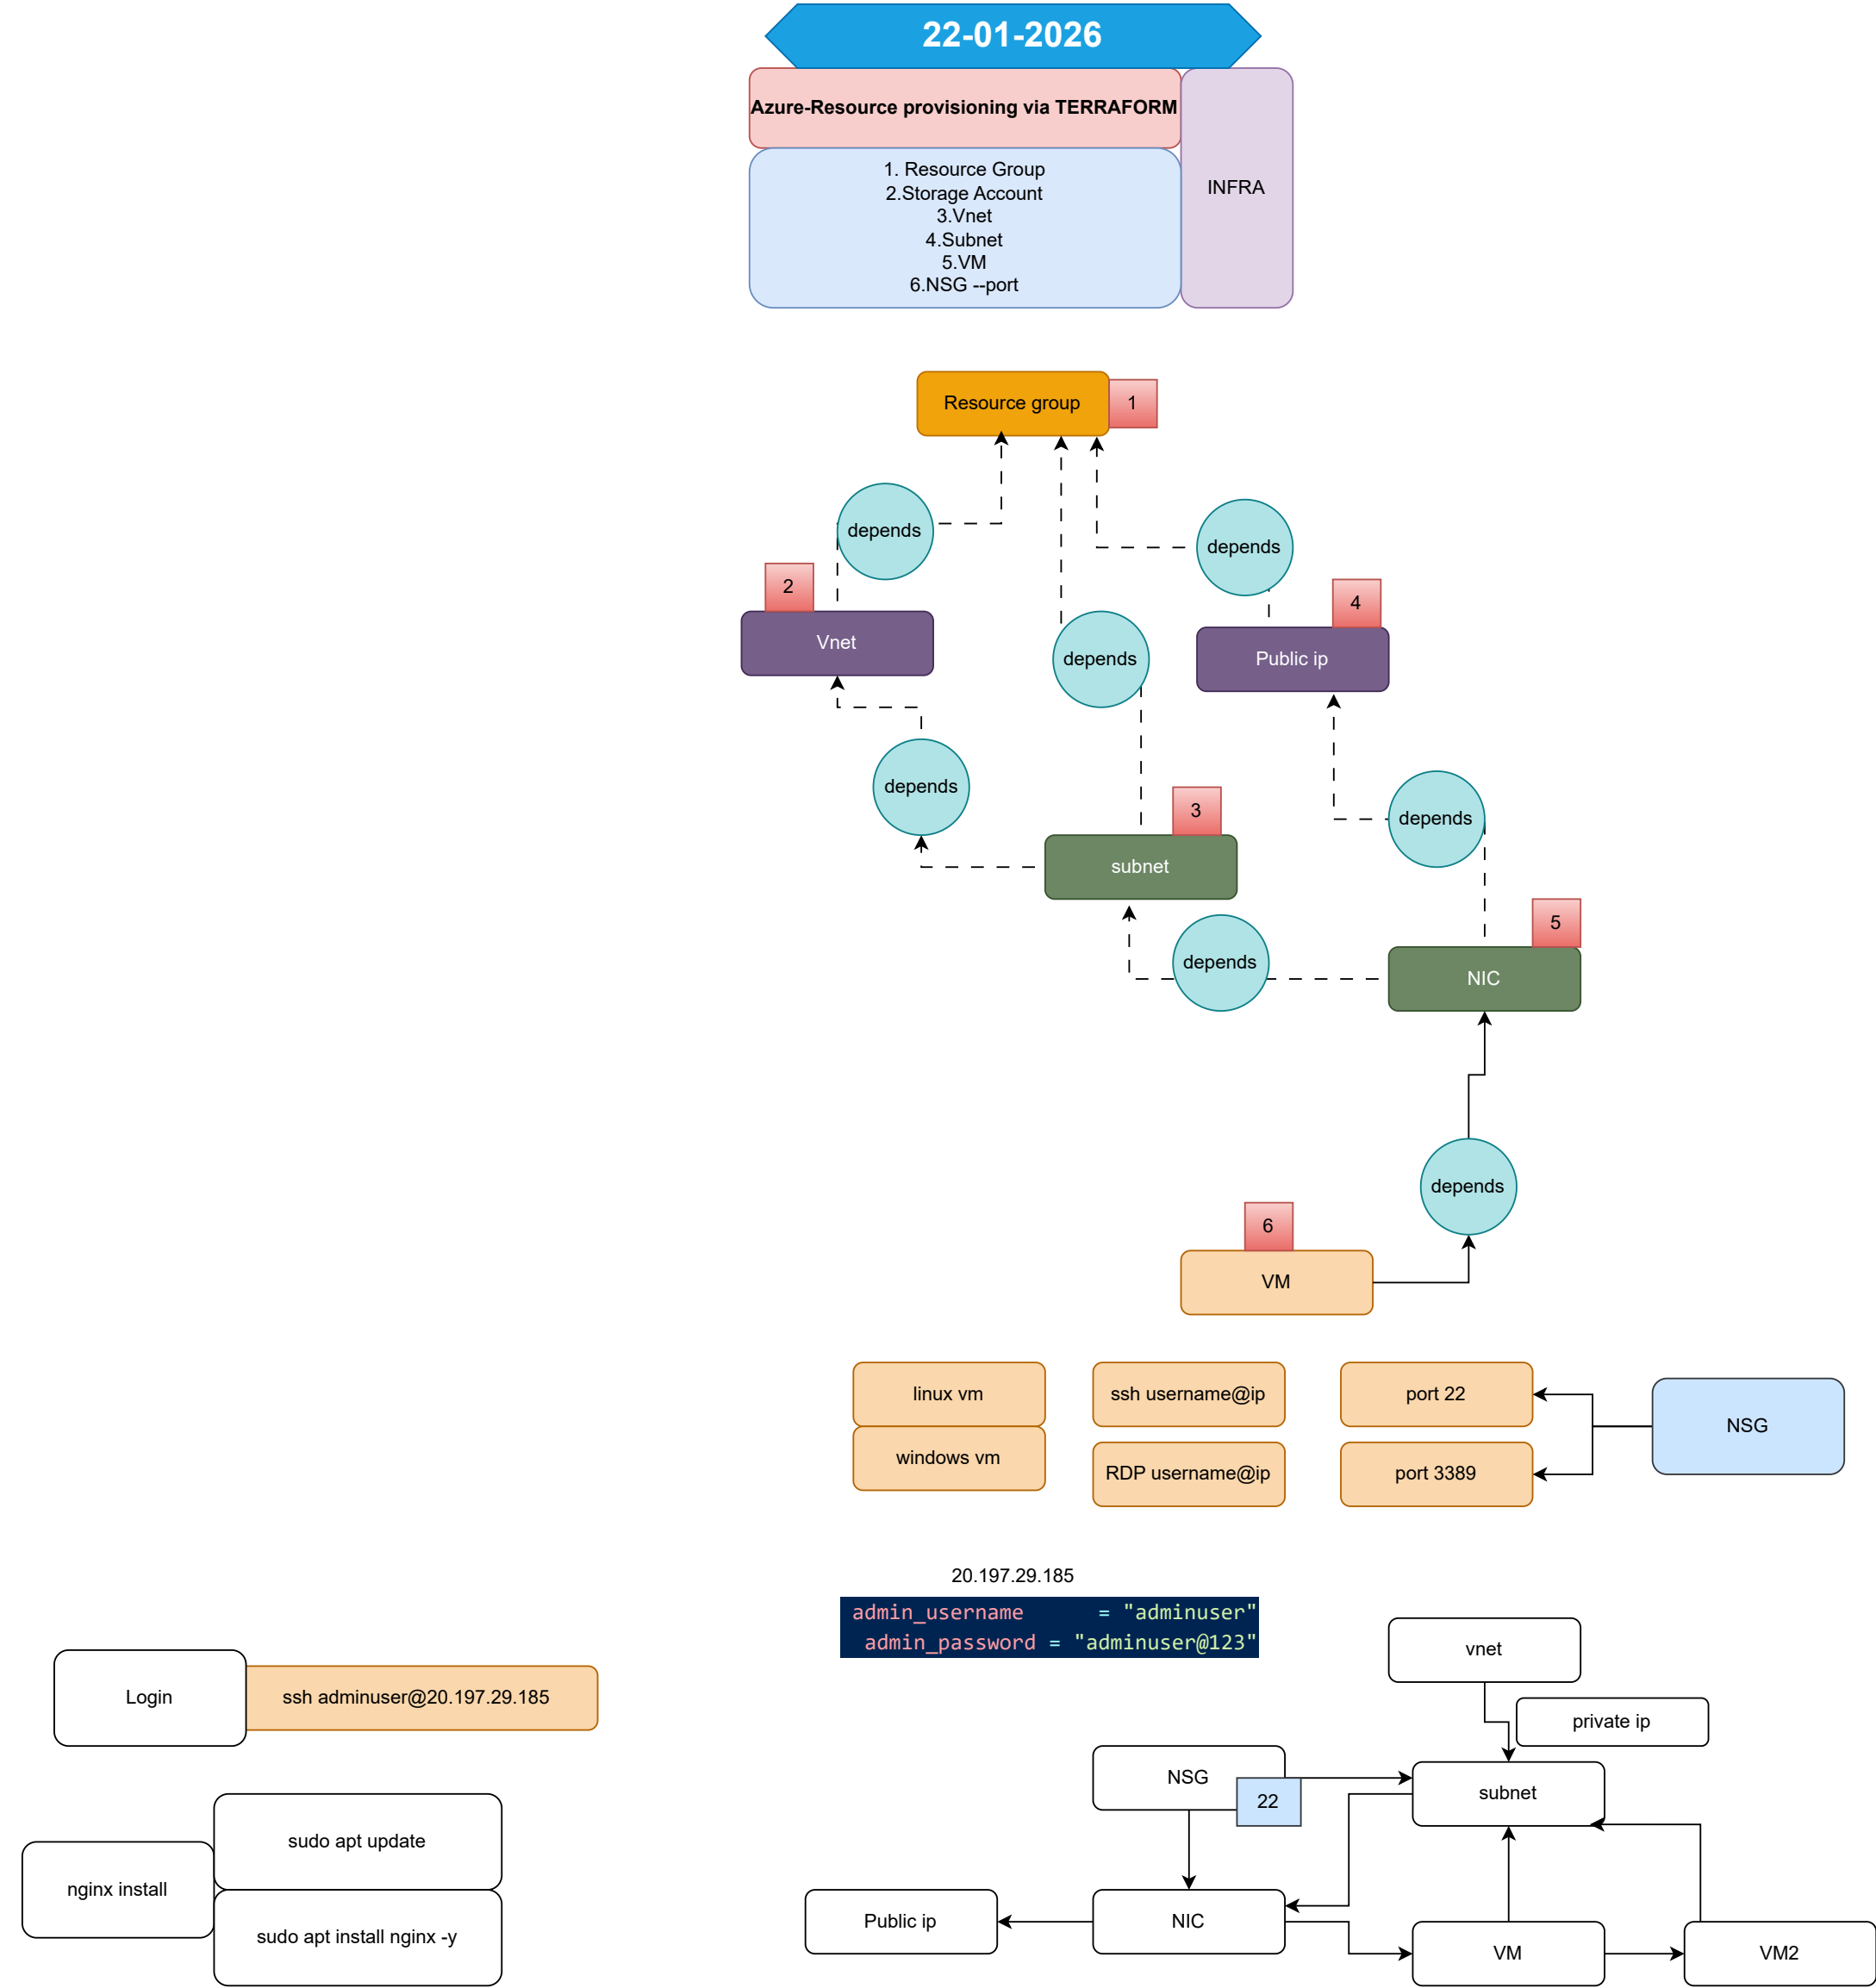 22-01-2026
Azure-Resource provisioning via TERRAFORM
INFRA
1. Resource Group
2.Storage Account
3.Vnet
4.Subnet
5.VM
6.NSG --port
Resource group
1
depends
depends
2
4
Vnet
depends
Public ip
depends
depends
3
subnet
5
depends
NIC
depends
6
VM
linux vm
ssh username@ip
port 22
NSG
windows vm
RDP username@ip
port 3389
20.197.29.185
admin_username = "adminuser"
admin_password = "adminuser@123"
vnet
Login
ssh adminuser@20.197.29.185
private ip
NSG
22
subnet
sudo apt update
nginx install
sudo apt install nginx -y
Public ip
NIC
VM
VM2